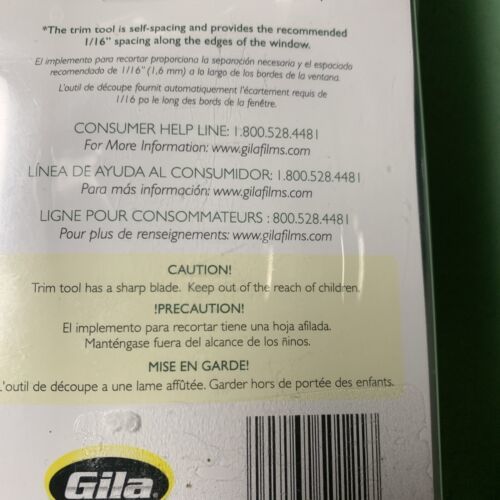 *The trim tool is self-spacing and provides the recommended
1/16" spacing along the edges of the window.
El implemento para recortar proporciona la separación necesaria y el espaciado
recomendado de 1/16" (1,6 mm) a lo largo de los bordes de la ventana.
L'outil de découpe fournit automatiquement l'écartement requis de
1/16 po le long des bords de la fenêtre.
CONSUMER HELP LINE: 1.800.528.4481
For More Information: www.gilafilms.com
LÍNEA DE AYUDA AL CONSUMIDOR: 1.800.528.4481
Para más información: www.gilafilms.com
LIGNE POUR CONSOMMATEURS : 800.528.4481
Pour plus de renseignements: www.gilafilms.com
CAUTION!
Trim tool has a sharp blade. Keep out of the reach of children.
!PRECAUTION!
El implemento para recortar tiene una hoja afilada.
Manténgase fuera del alcance de los ñinos.
MISE EN GARDE!
L'outil de découpe a une lame affûtée. Garder hors de portée des enfants.
Gila